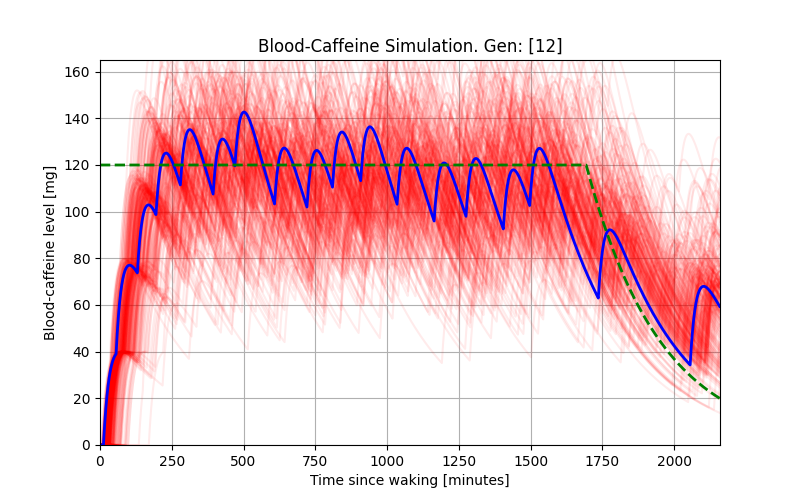 Blood-Caffeine Simulation. Gen: [12]
160
140
120
100
80
60
40
20
0
Blood-caffeine level [mg]
0 250 500 750 1000 1250 1500 1750 2000
Time since waking [minutes]